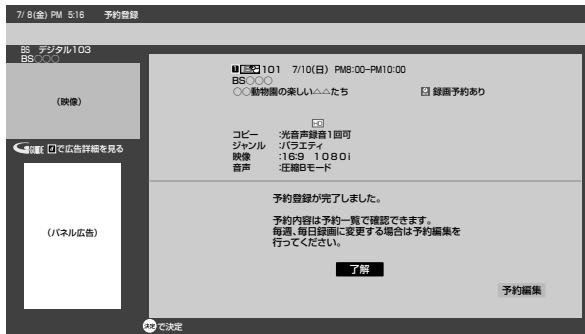 7/ 8(金) PM 5:16 予約登録
BS デジタル103
BS○○○
(映像)
GUIDE で広告詳細を見る
(パネル広告)
101 7/10(日) PM8:00-PM10:00
BS○○○
○○動物園の楽しい△△たち 録画予約あり
コピー :光音声録音1回可
ジャンル :バラエティ
映像 :16:9 1080i
音声 :圧縮Bモード
予約登録が完了しました。
予約内容は予約一覧で確認できます。
毎週、毎日録画に変更する場合は予約編集を
行ってください。
了解
予約編集
決定で決定